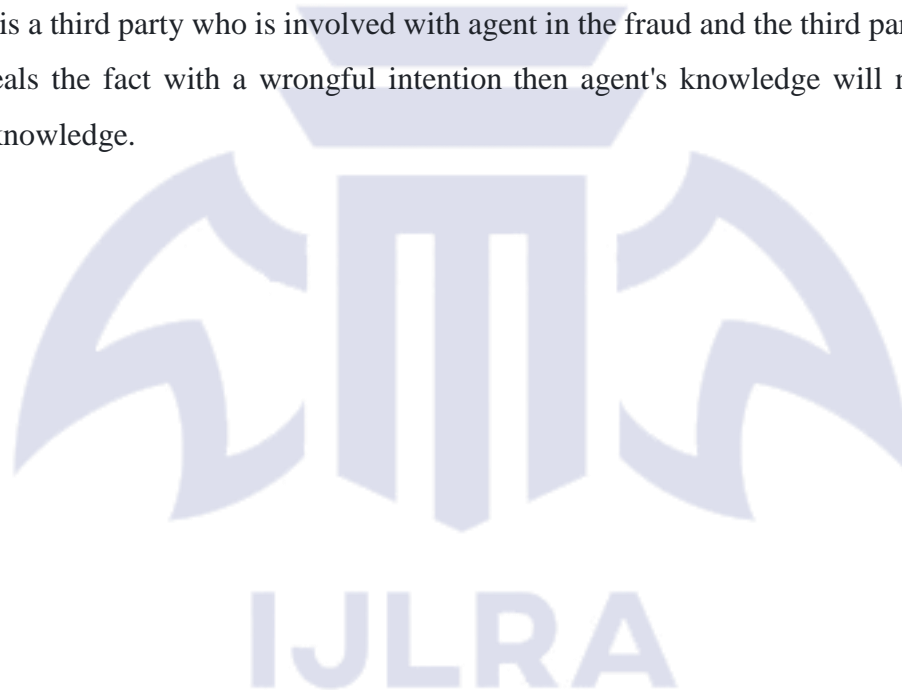 is a third party who is involved with agent in the fraud and the third par
eals the fact with a wrongful intention then agent's knowledge will
knowledge.
IJLRA